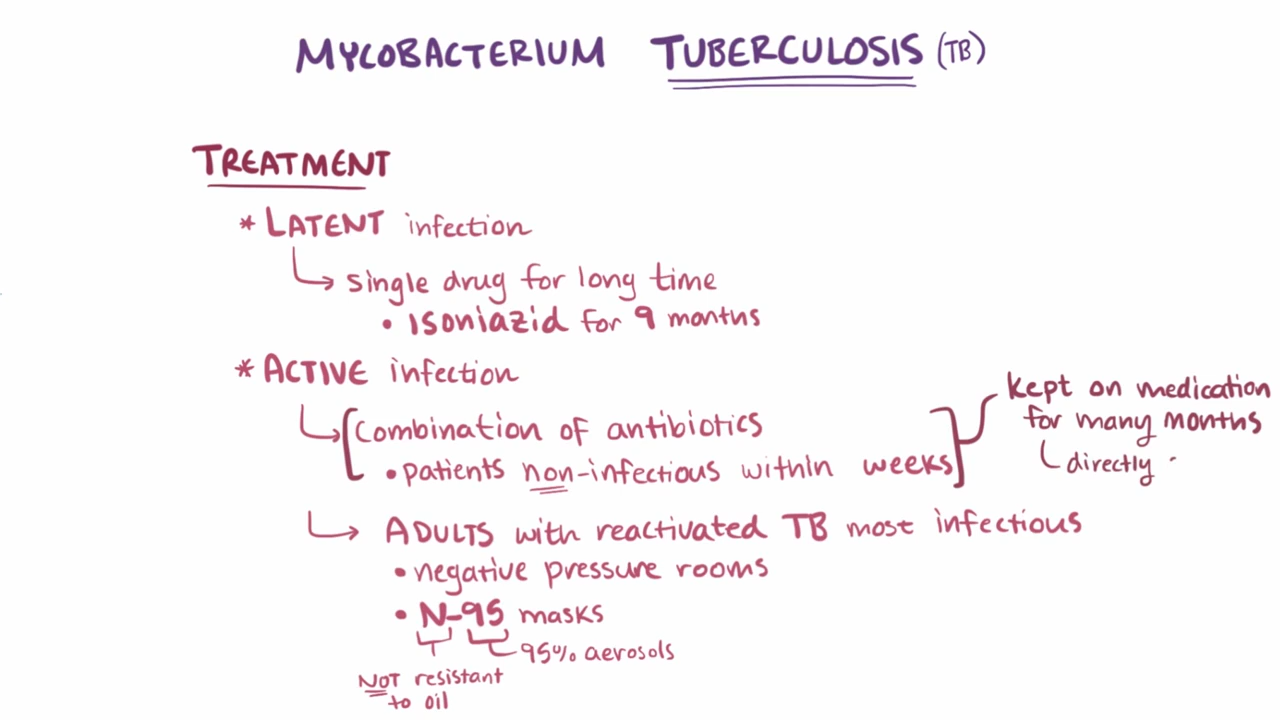 MYCOBACTERIUM TUBERCULOSIS (TB)
TREATMENT
* LATENT infection
single drug for long time
• ISONIAZID for 9 months
* ACTIVE infection
Combination of antibiotics
• patients non-infectious within weeks
kept on medication
for many months
directly
ADULTS with reactivated TB most infectious
• negative pressure rooms
• N-95 masks
95% aerosols
NOT resistant
to oil